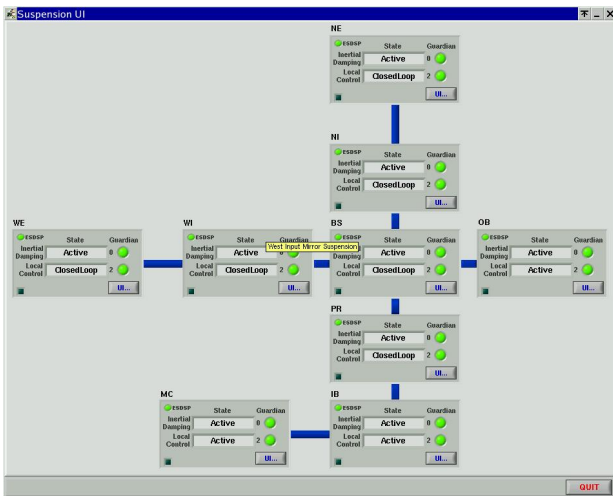 Suspension UI
NE
ESDSP State Guardian
Inertial Damping Active 0
Local Control ClosedLoop 2
UI...
NI
ESDSP State Guardian
Inertial Damping Active 0
Local Control ClosedLoop 2
UI...
WE
ESDSP State Guardian
Inertial Damping Active 0
Local Control ClosedLoop 2
UI...
WI
ESDSP State Guardian
West Input Mirror Suspension
Inertial Damping Active 0
Local Control ClosedLoop 2
UI...
BS
ESDSP State Guardian
Inertial Damping Active 0
Local Control ClosedLoop 2
UI...
OB
ESDSP State Guardian
Inertial Damping Active 0
Local Control Active 2
UI...
PR
ESDSP State Guardian
Inertial Damping Active 0
Local Control ClosedLoop 2
UI...
MC
ESDSP State Guardian
Inertial Damping Active 0
Local Control Active 2
UI...
IB
ESDSP State Guardian
Inertial Damping Active 0
Local Control Active 2
UI...
QUIT